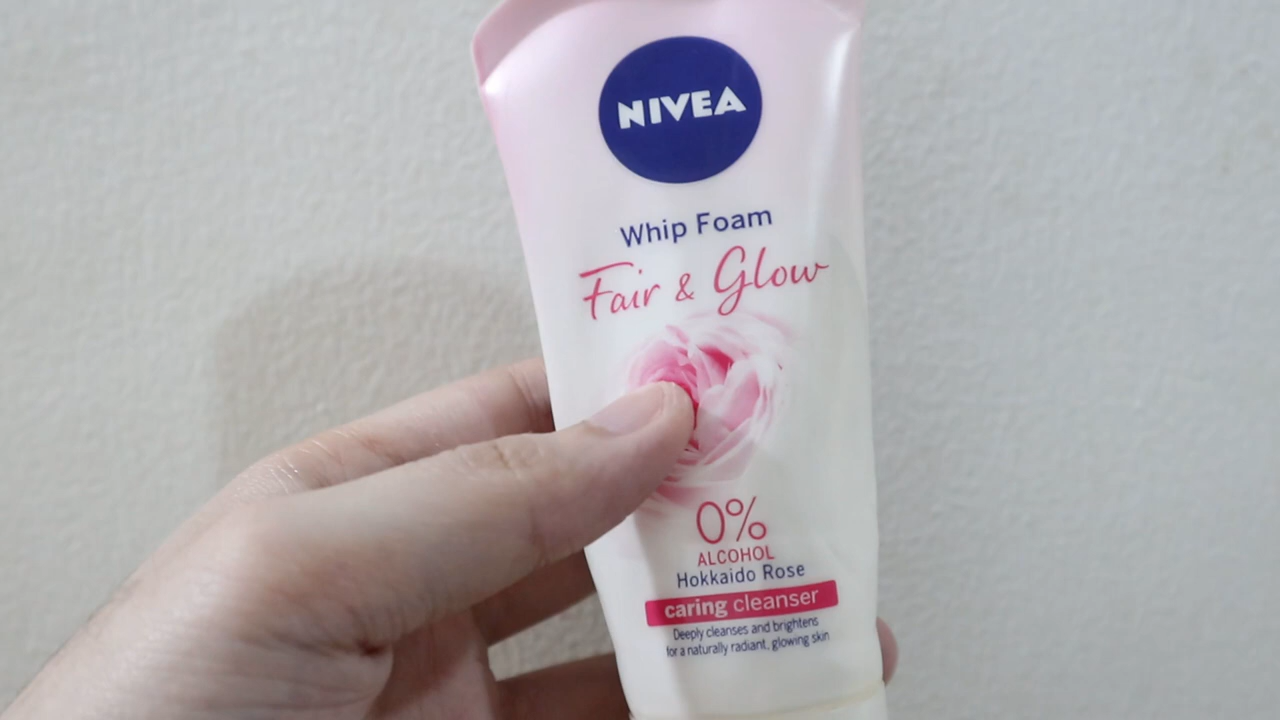 NIVEA
Whip Foam
Fair & Glow
0%
ALCOHOL
Hokkaido Rose
caring cleanser
Deeply cleanses and brightens
for a naturally radiant, glowing skin